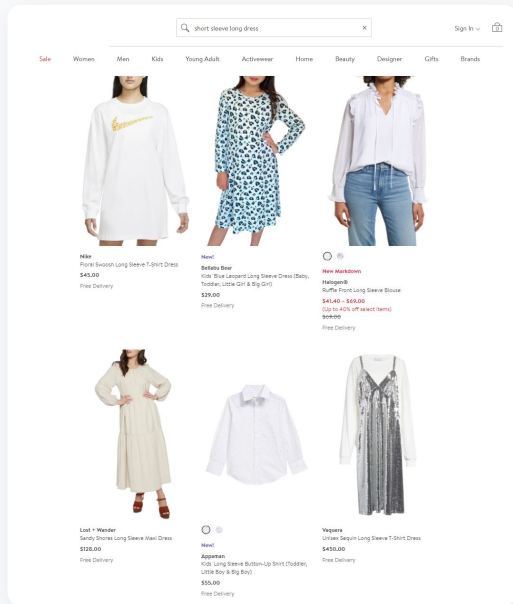 short sleeve long dress
×
Sign In
0
Sale Women Men Kids Young Adult Activewear Home Beauty Designer Gifts Brands
Nike
Floral Swoosh Long Sleeve T-Shirt Dress
$45.00
Free Delivery
New!
Bellabu Bear
Kids' Blue Leopard Long Sleeve Dress (Baby,
Toddler, Little Girl & Big Girl)
$29.00
Free Delivery
New Markdown
Halogen®
Ruffle Front Long Sleeve Blouse
$41.40 – $69.00
(Up to 40% off select items)
$69.00
Free Delivery
Lost + Wander
Sandy Shores Long Sleeve Maxi Dress
$128.00
Free Delivery
New!
Appaman
Kids' Long Sleeve Button-Up Shirt (Toddler,
Little Boy & Big Boy)
$55.00
Free Delivery
Vaquera
Unisex Sequin Long Sleeve T-Shirt Dress
$450.00
Free Delivery